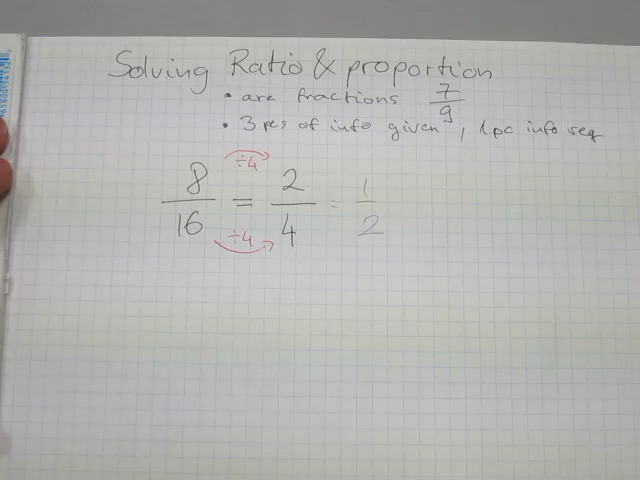 Solving Ratio & proportion
• are fractions 7/9
• 3 pcs of info given, 1 pc info req
÷4
8/16 = 2/4 = 1/2
÷4